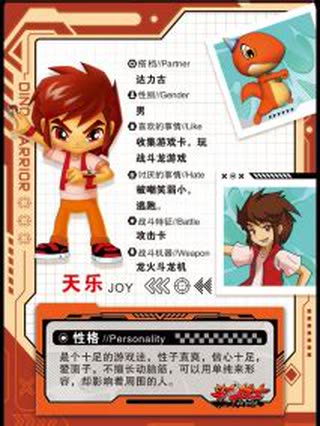 DINO WARRIOR
搭档//Partner
达力古
性别//Gender
男
喜欢的事情//Like
收集游戏卡，玩
战斗龙游戏
讨厌的事情//Hate
被嘲笑弱小，
逃跑。
战斗特征//Battle
攻击卡
战斗机器//Weapon
龙火斗龙机
天乐 JOY
性格 //Personality
是个十足的游戏迷，性子直爽，信心十足，
爱面子。不擅长动脑筋，可以用单纯来形
容，却影响着周围的人。